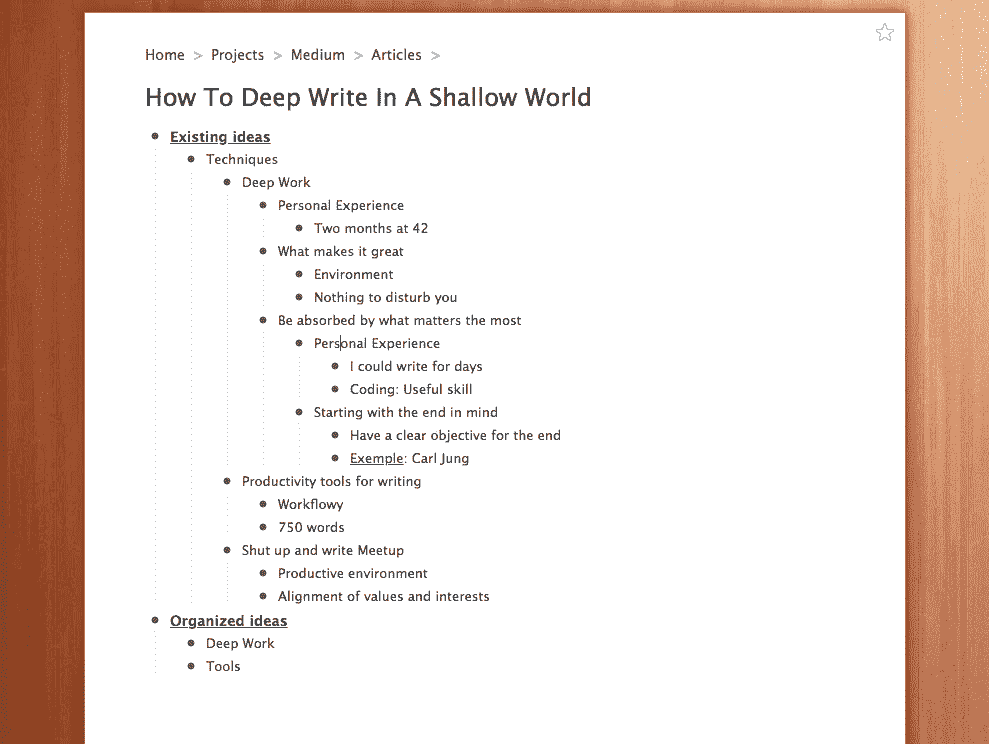 Home > Projects > Medium > Articles >
How To Deep Write In A Shallow World
Existing ideas
Techniques
Deep Work
Personal Experience
Two months at 42
What makes it great
Environment
Nothing to disturb you
Be absorbed by what matters the most
Personal Experience
I could write for days
Coding: Useful skill
Starting with the end in mind
Have a clear objective for the end
Exemple: Carl Jung
Productivity tools for writing
Workflowy
750 words
Shut up and write Meetup
Productive environment
Alignment of values and interests
Organized ideas
Deep Work
Tools